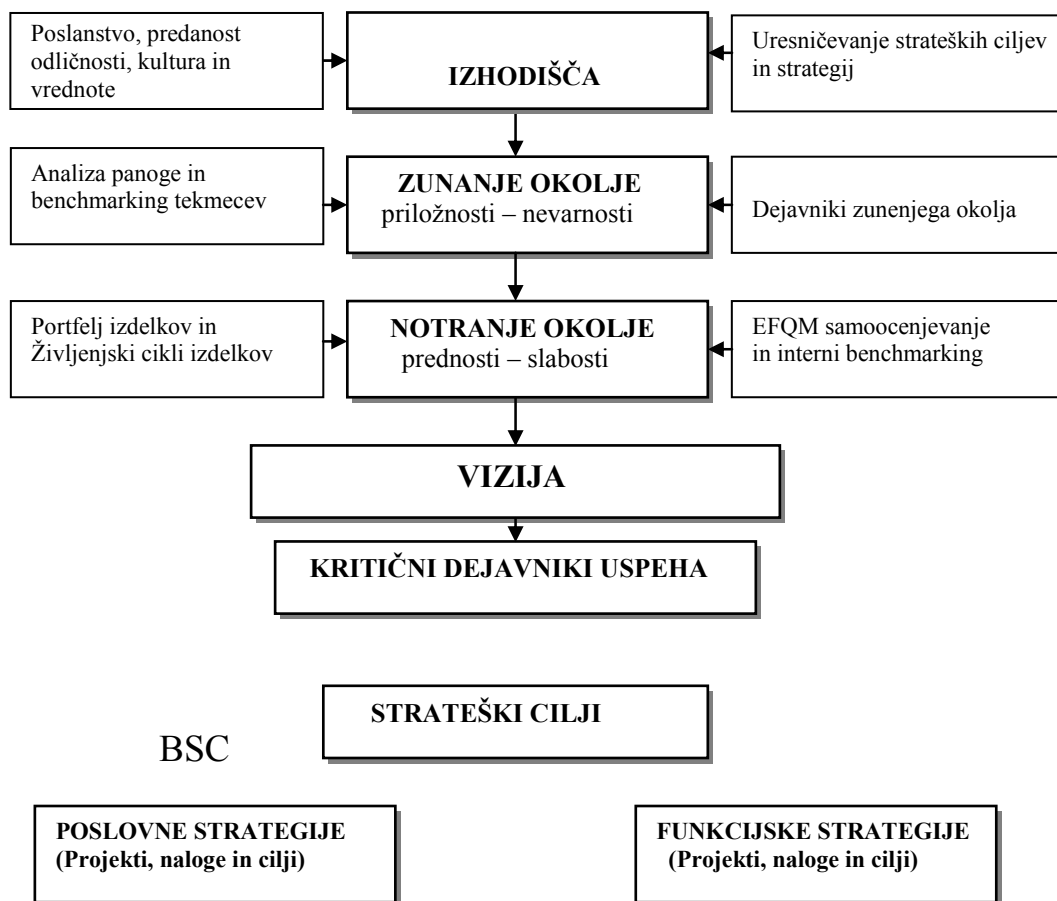 Poslanstvo, predanost
odličnosti, kultura in
vrednote
IZHODIŠČA
Uresničevanje strateških ciljev
in strategij
Analiza panoge in
benchmarking tekmecev
ZUNANJE OKOLJE
priložnosti – nevarnosti
Dejavniki zunenjega okolja
Portfelj izdelkov in
Življenjski cikli izdelkov
NOTRANJE OKOLJE
prednosti – slabosti
EFQM samoocenjevanje
in interni benchmarking
VIZIJA
KRITIČNI DEJAVNIKI USPEHA
STRATEŠKI CILJI
BSC
POSLOVNE STRATEGIJE
(Projekti, naloge in cilji)
FUNKCIJSKE STRATEGIJE
(Projekti, naloge in cilji)